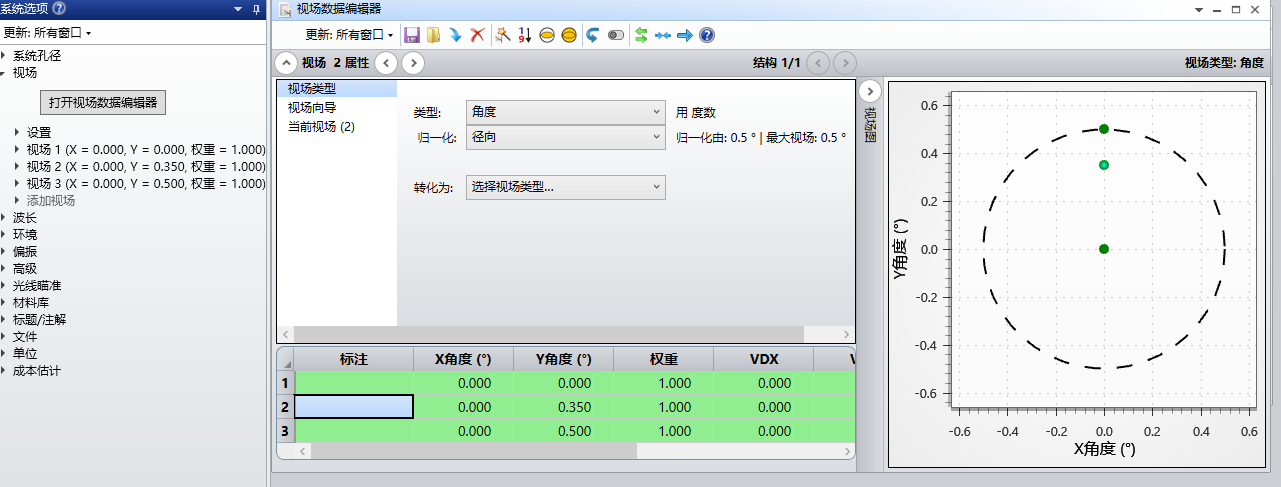 系统选项
更新: 所有窗口
系统孔径
视场
打开视场数据编辑器
设置
视场 1 (X = 0.000, Y = 0.000, 权重 = 1.000)
视场 2 (X = 0.000, Y = 0.350, 权重 = 1.000)
视场 3 (X = 0.000, Y = 0.500, 权重 = 1.000)
添加视场
波长
环境
偏振
高级
光线瞄准
材料库
标题/注解
文件
单位
成本估计
视场数据编辑器
更新: 所有窗口
视场 2 属性
结构 1/1
视场类型: 角度
视场类型
视场向导
当前视场 (2)
类型: 角度 用 度数
归一化: 径向 归一化由: 0.5 ° | 最大视场: 0.5 °
转化为: 选择视场类型...
标注 X角度 (°) Y角度 (°) 权重 VDX V
1 0.000 0.000 1.000 0.000
2 0.000 0.350 1.000 0.000
3 0.000 0.500 1.000 0.000
视场图
Y角度 (°)
0.6
0.4
0.2
0.0
-0.2
-0.4
-0.6
-0.6 -0.4 -0.2 0.0 0.2 0.4 0.6
X角度 (°)